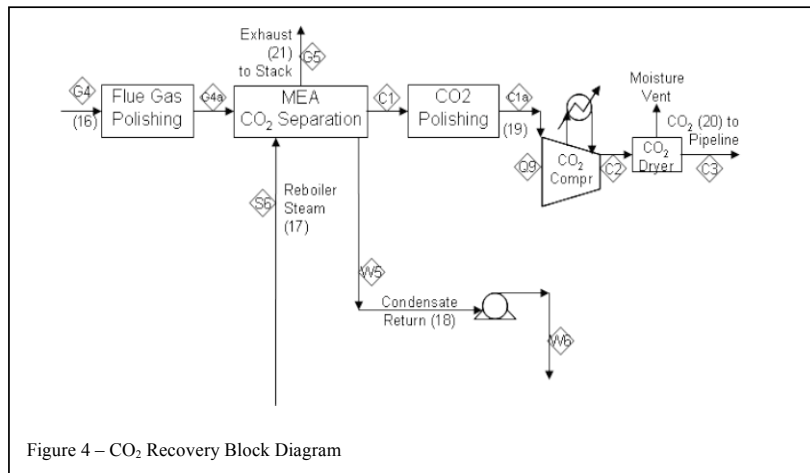 Exhaust
(21)
to Stack
G5
G4
(16)
Flue Gas
Polishing
G4a
MEA
CO₂ Separation
C1
CO2
Polishing
C1a
(19)
Q9
CO₂
Compr
C2
Moisture
Vent
CO₂ (20) to
Pipeline
CO₂
Dryer
C3
S6
Reboiler
Steam
(17)
W5
Condensate
Return (18)
W6
Figure 4 – CO₂ Recovery Block Diagram